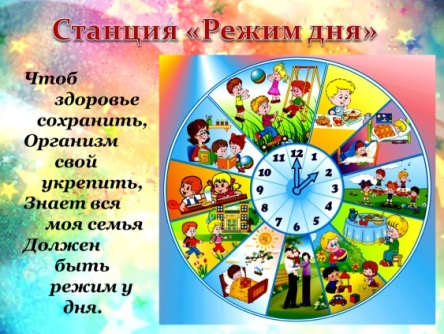 Станция «Режим дня»
Чтоб
здоровье
сохранить,
Организм
свой
укрепить,
Знает вся
моя семья
Должен
быть
режим у
дня.
12
1
2
3
4
5
6
7
8
9
10
11